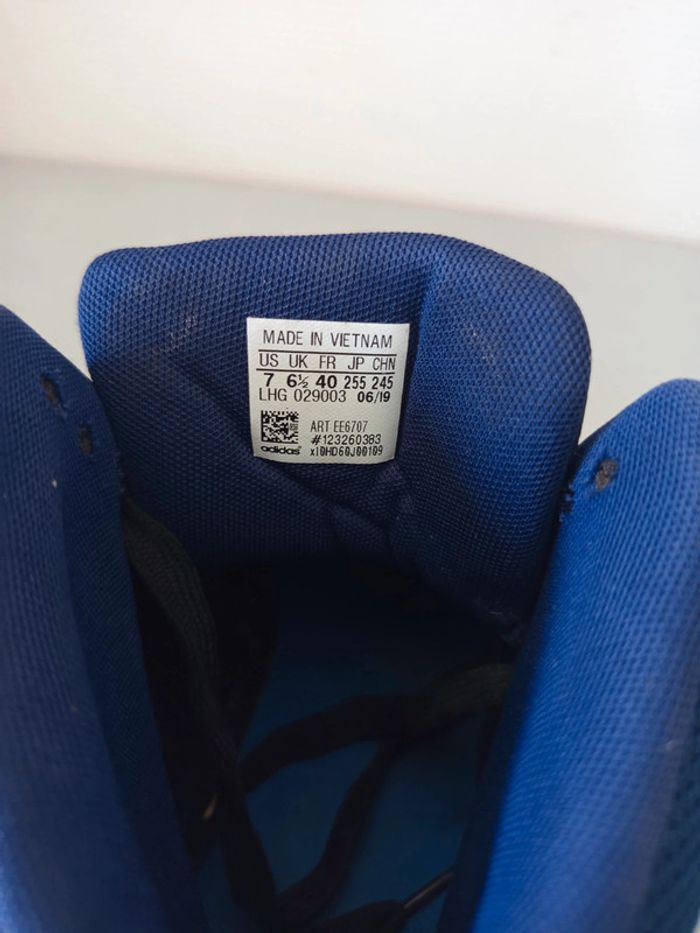 MADE IN VIETNAM
US UK FR JP CHN
7 6½ 40 255 245
LHG 029003 06/19
ART EE6707
#123260383
adidas x10HD60J00109